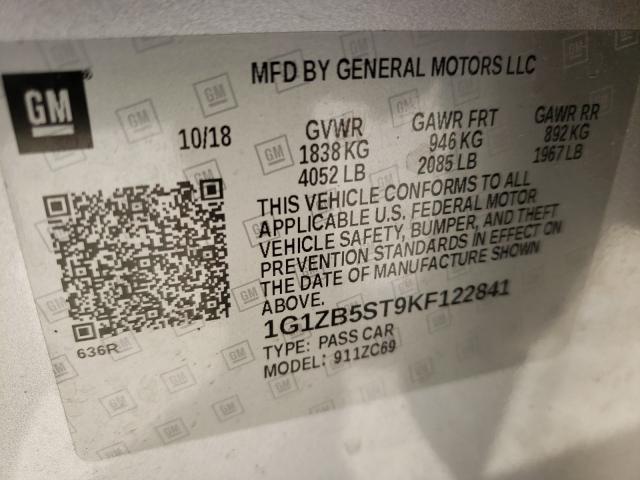 GM
MFD BY GENERAL MOTORS LLC
10/18
GVWR
1838 KG
4052 LB
GAWR FRT
946 KG
2085 LB
GAWR RR
892 KG
1967 LB
THIS VEHICLE CONFORMS TO ALL
APPLICABLE U.S. FEDERAL MOTOR
VEHICLE SAFETY, BUMPER, AND THEFT
PREVENTION STANDARDS IN EFFECT ON
THE DATE OF MANUFACTURE SHOWN
ABOVE.
1G1ZB5ST9KF122841
TYPE: PASS CAR
MODEL: 911ZC69
636R